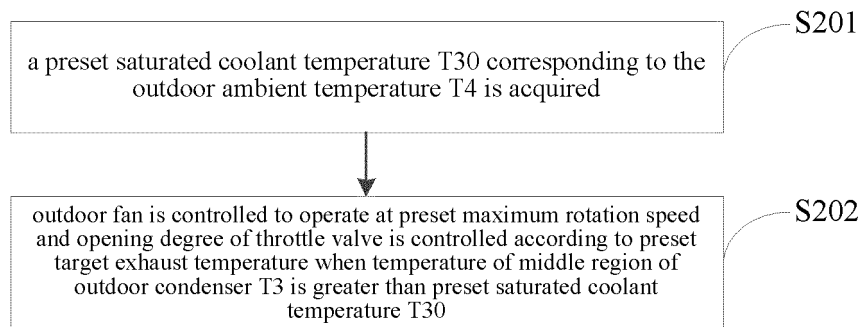 S201
a preset saturated coolant temperature T30 corresponding to the
outdoor ambient temperature T4 is acquired
S202
outdoor fan is controlled to operate at preset maximum rotation speed
and opening degree of throttle valve is controlled according to preset
target exhaust temperature when temperature of middle region of
outdoor condenser T3 is greater than preset saturated coolant
temperature T30